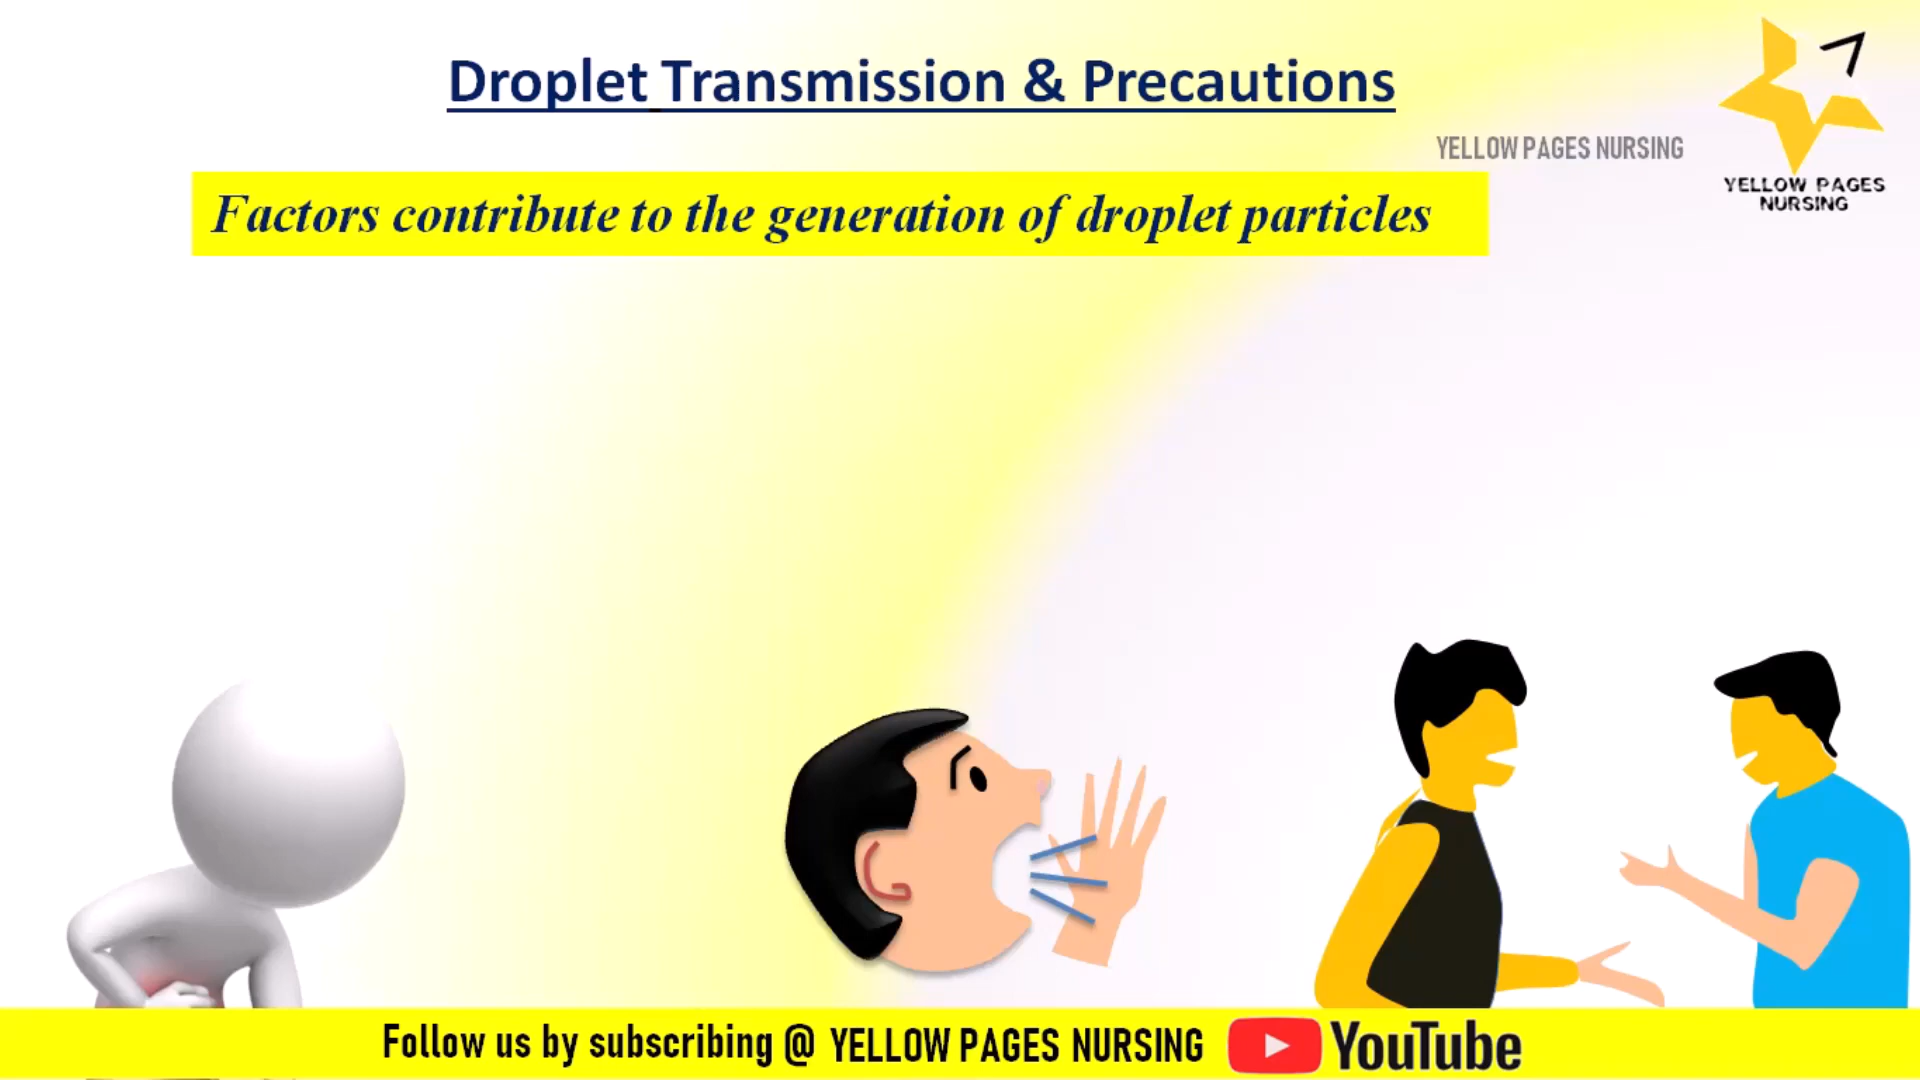 Droplet Transmission & Precautions
YELLOW PAGES NURSING
YELLOW PAGES
NURSING
Factors contribute to the generation of droplet particles
Follow us by subscribing @ YELLOW PAGES NURSING YouTube